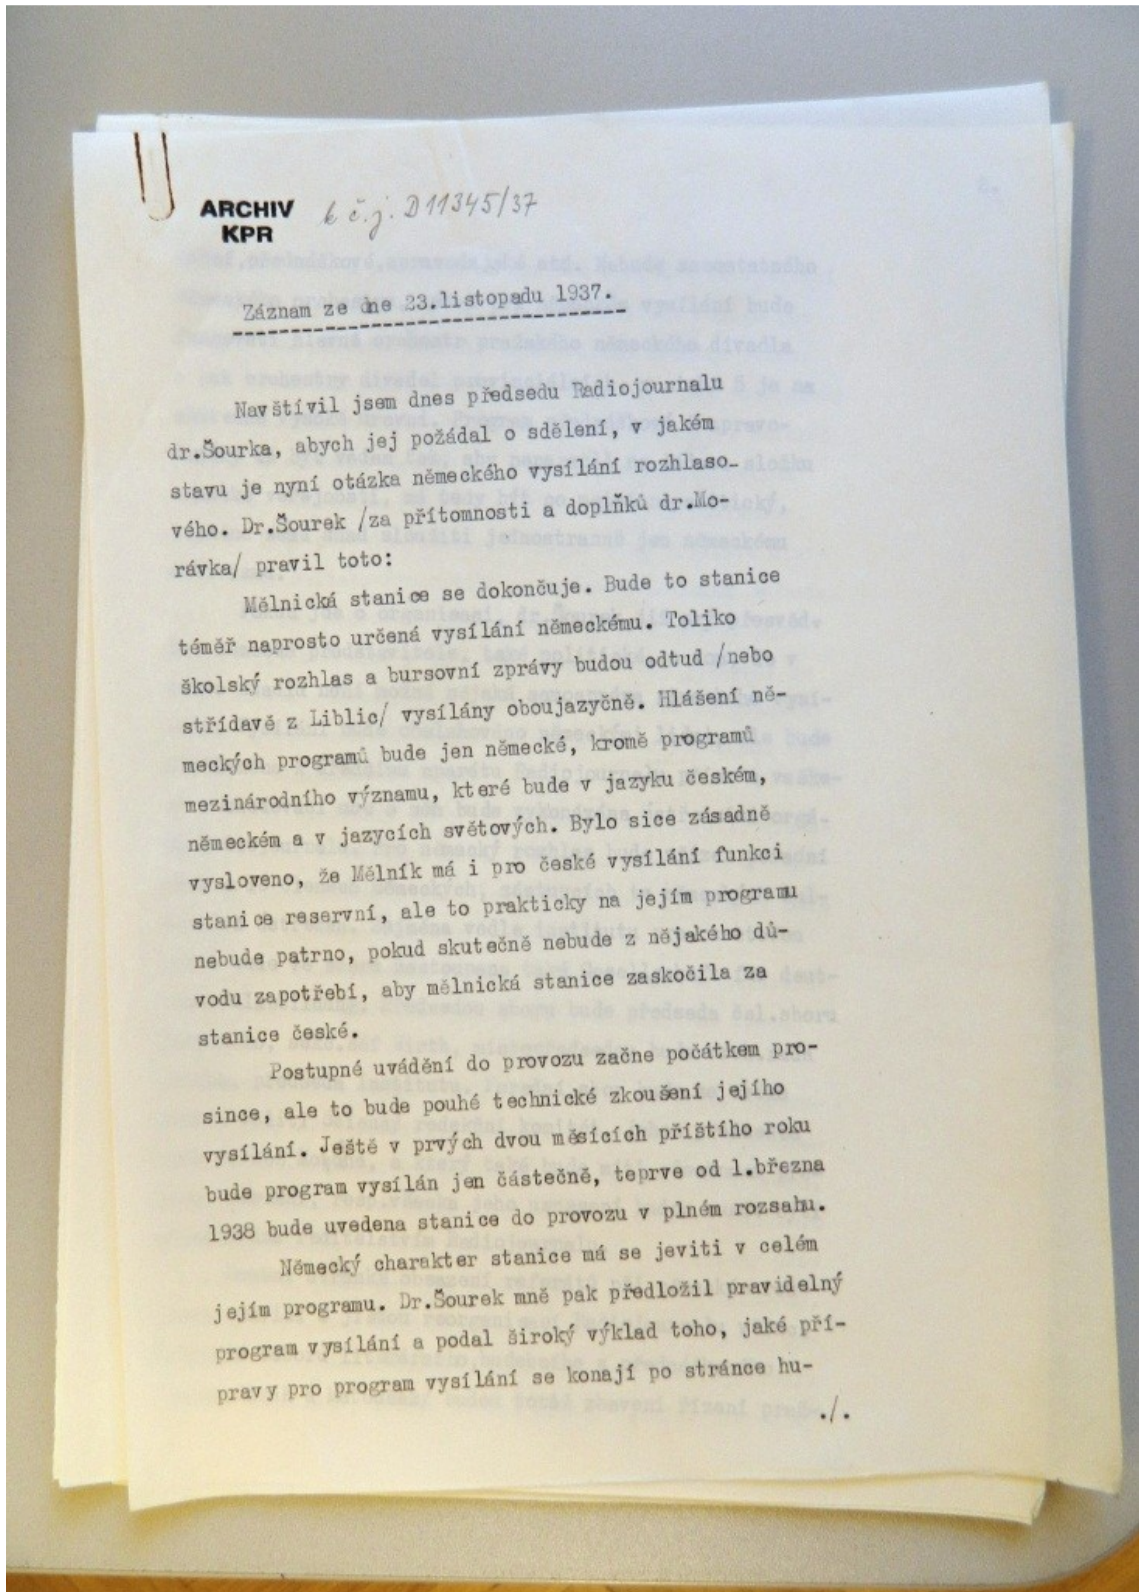 ARCHIV
KPR
k č.j. D 11345/37
Záznam ze dne 23.listopadu 1937.
Navštívil jsem dnes předsedu Radiojournalu
dr.Šourka, abych jej požádal o sdělení, v jakém
stavu je nyní otázka německého vysílání rozhlaso-
vého. Dr.Šourek /za přítomnosti a doplňků dr.Mo-
rávka/ pravil toto:
Mělnická stanice se dokončuje. Bude to stanice
téměř naprosto určená vysílání německému. Toliko
školský rozhlas a bursovní zprávy budou odtud /nebo
střídavě z Liblic/ vysílány oboujazyčně. Hlášení ně-
meckých programů bude jen německé, kromě programů
mezinárodního významu, které bude v jazyku českém,
německém a v jazycích světových. Bylo sice zásadně
vysloveno, že Mělník má i pro české vysílání funkci
stanice reservní, ale to prakticky na jejím programu
nebude patrno, pokud skutečně nebude z nějakého dů-
vodu zapotřebí, aby mělnická stanice zaskočila za
stanice české.
Postupné uvádění do provozu začne počátkem pro-
since, ale to bude pouhé technické zkoušení jejího
vysílání. Ještě v prvých dvou měsících příštího roku
bude program vysílán jen částečně, teprve od 1.března
1938 bude uvedena stanice do provozu v plném rozsahu.
Německý charakter stanice má se jeviti v celém
jejím programu. Dr.Šourek mně pak předložil pravidelný
program vysílání a podal široký výklad toho, jaké pří-
pravy pro program vysílání se konají po stránce hu-
./.